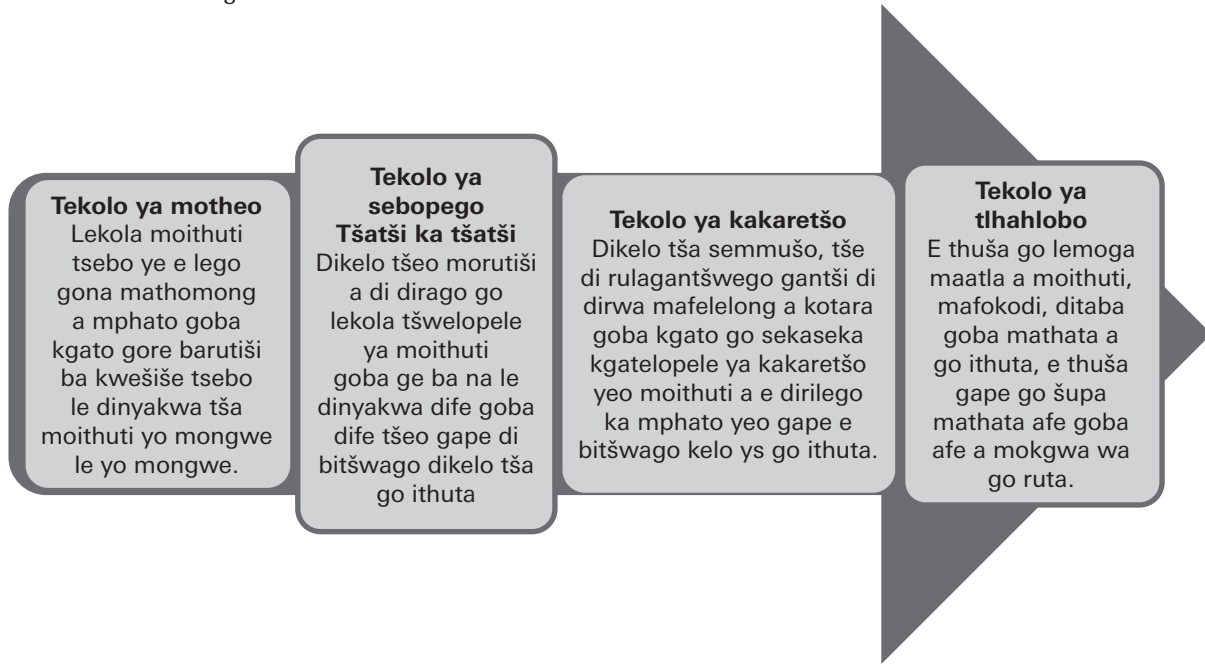 Tekolo ya motheo
Lekola moithuti
tsebo ye e lego
gona mathomong
a mphato goba
kgato gore barutiši
ba kwešiše tsebo
le dinyakwa tša
moithuti yo mongwe
le yo mongwe.
Tekolo ya
sebopego
Tšatši ka tšatši
Dikelo tšeo morutiši
a di dirago go
lekola tšwelopele
ya moithuti
goba ge ba na le
dinyakwa dife goba
dife tšeo gape di
bitšwago dikelo tša
go ithuta
Tekolo ya kakaretšo
Dikelo tša semmušo, tše
di rulagantšwego gantši di
dirwa mafelelong a kotara
goba kgato go sekaseka
kgatelopele ya kakaretšo
yeo moithuti a e dirilego
ka mphato yeo gape e
bitšwago kelo ys go ithuta.
Tekolo ya
tlhahlobo
E thuša go lemoga
maatla a moithuti,
mafokodi, ditaba
goba mathata a
go ithuta, e thuša
gape go šupa
mathata afe goba
afe a mokgwa wa
go ruta.